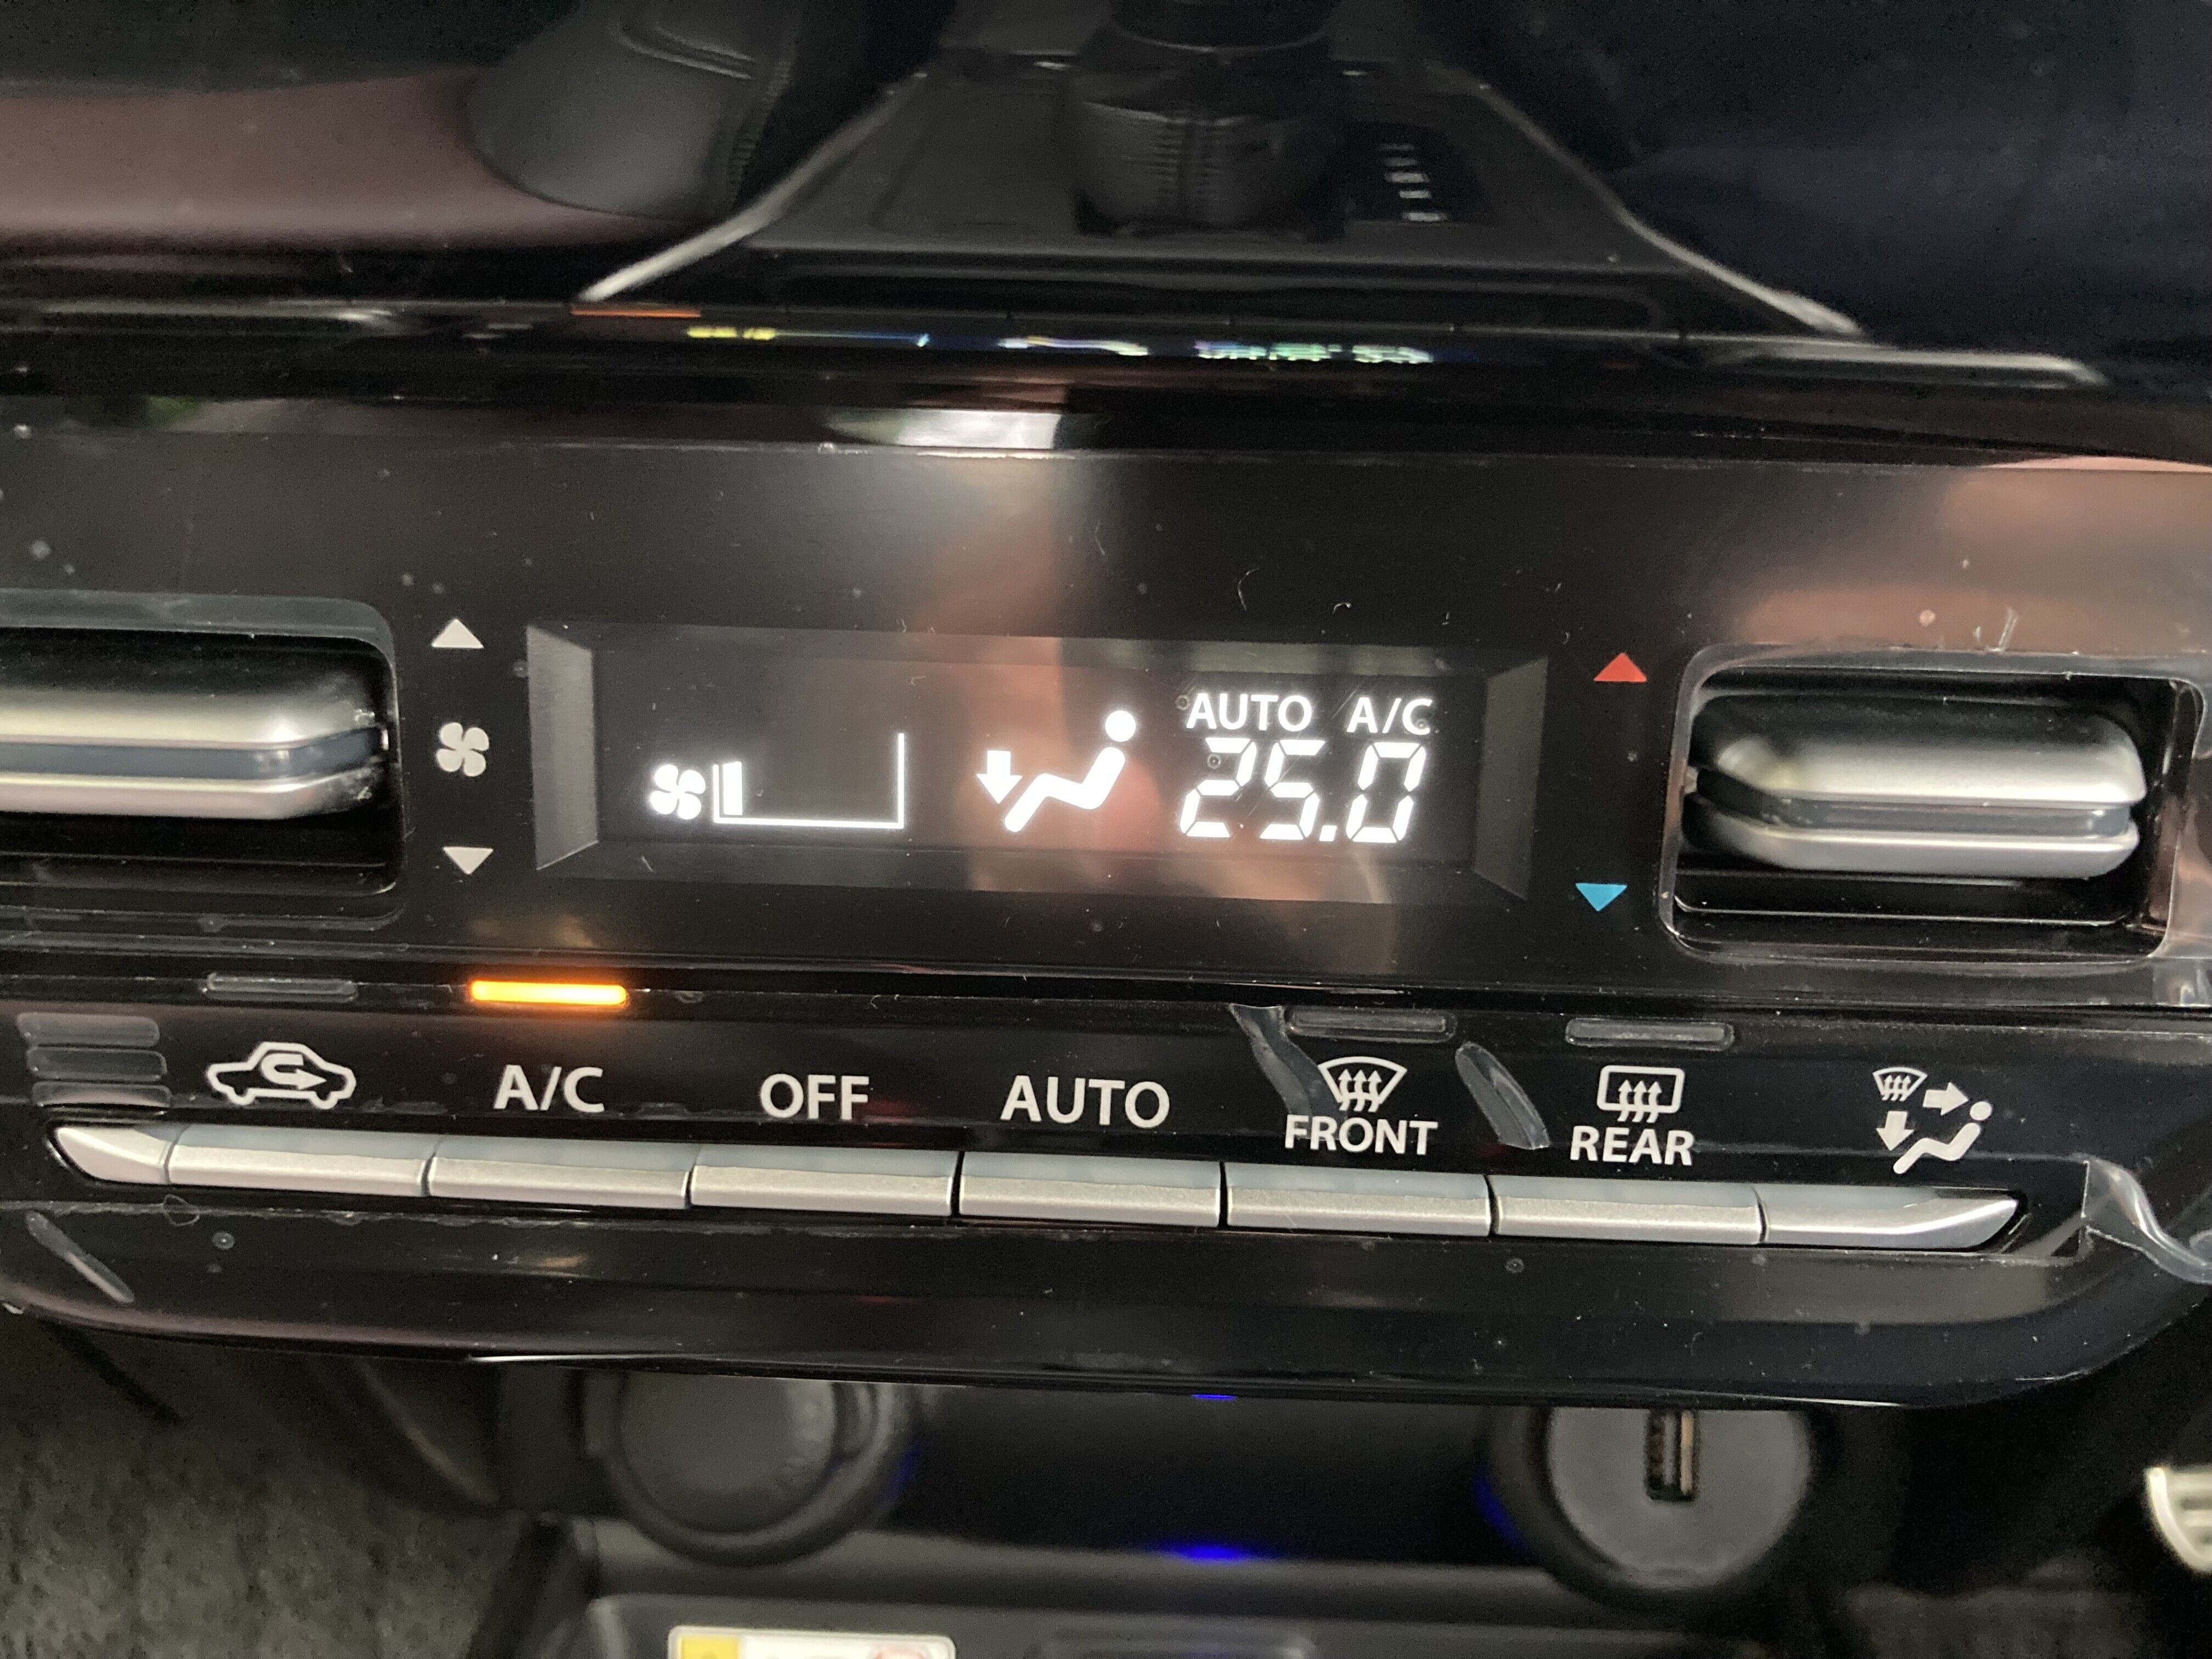 AUTO A/C
25.0
A/C OFF AUTO FRONT REAR